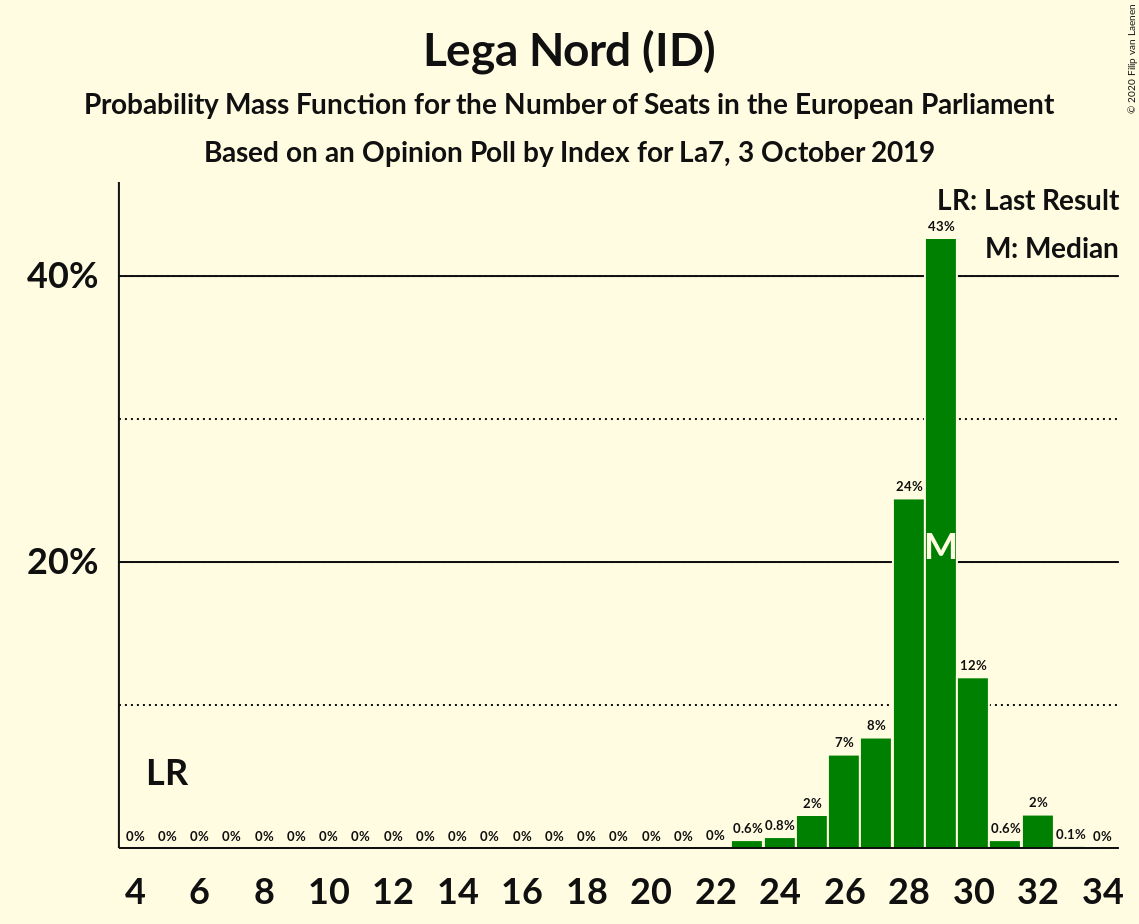 Lega Nord (ID)
Probability Mass Function for the Number of Seats in the European Parliament
Based on an Opinion Poll by Index for La7, 3 October 2019
© 2020 Filip van Laenen
LR: Last Result
M: Median
43%
40%
24%
M
20%
12%
8%
7%
LR
2%
2%
0% 0% 0% 0% 0% 0% 0% 0% 0% 0% 0% 0% 0% 0% 0% 0% 0% 0% 0% 0.6% 0.8% 0.6% 0.1% 0%
4 6 8 10 12 14 16 18 20 22 24 26 28 30 32 34